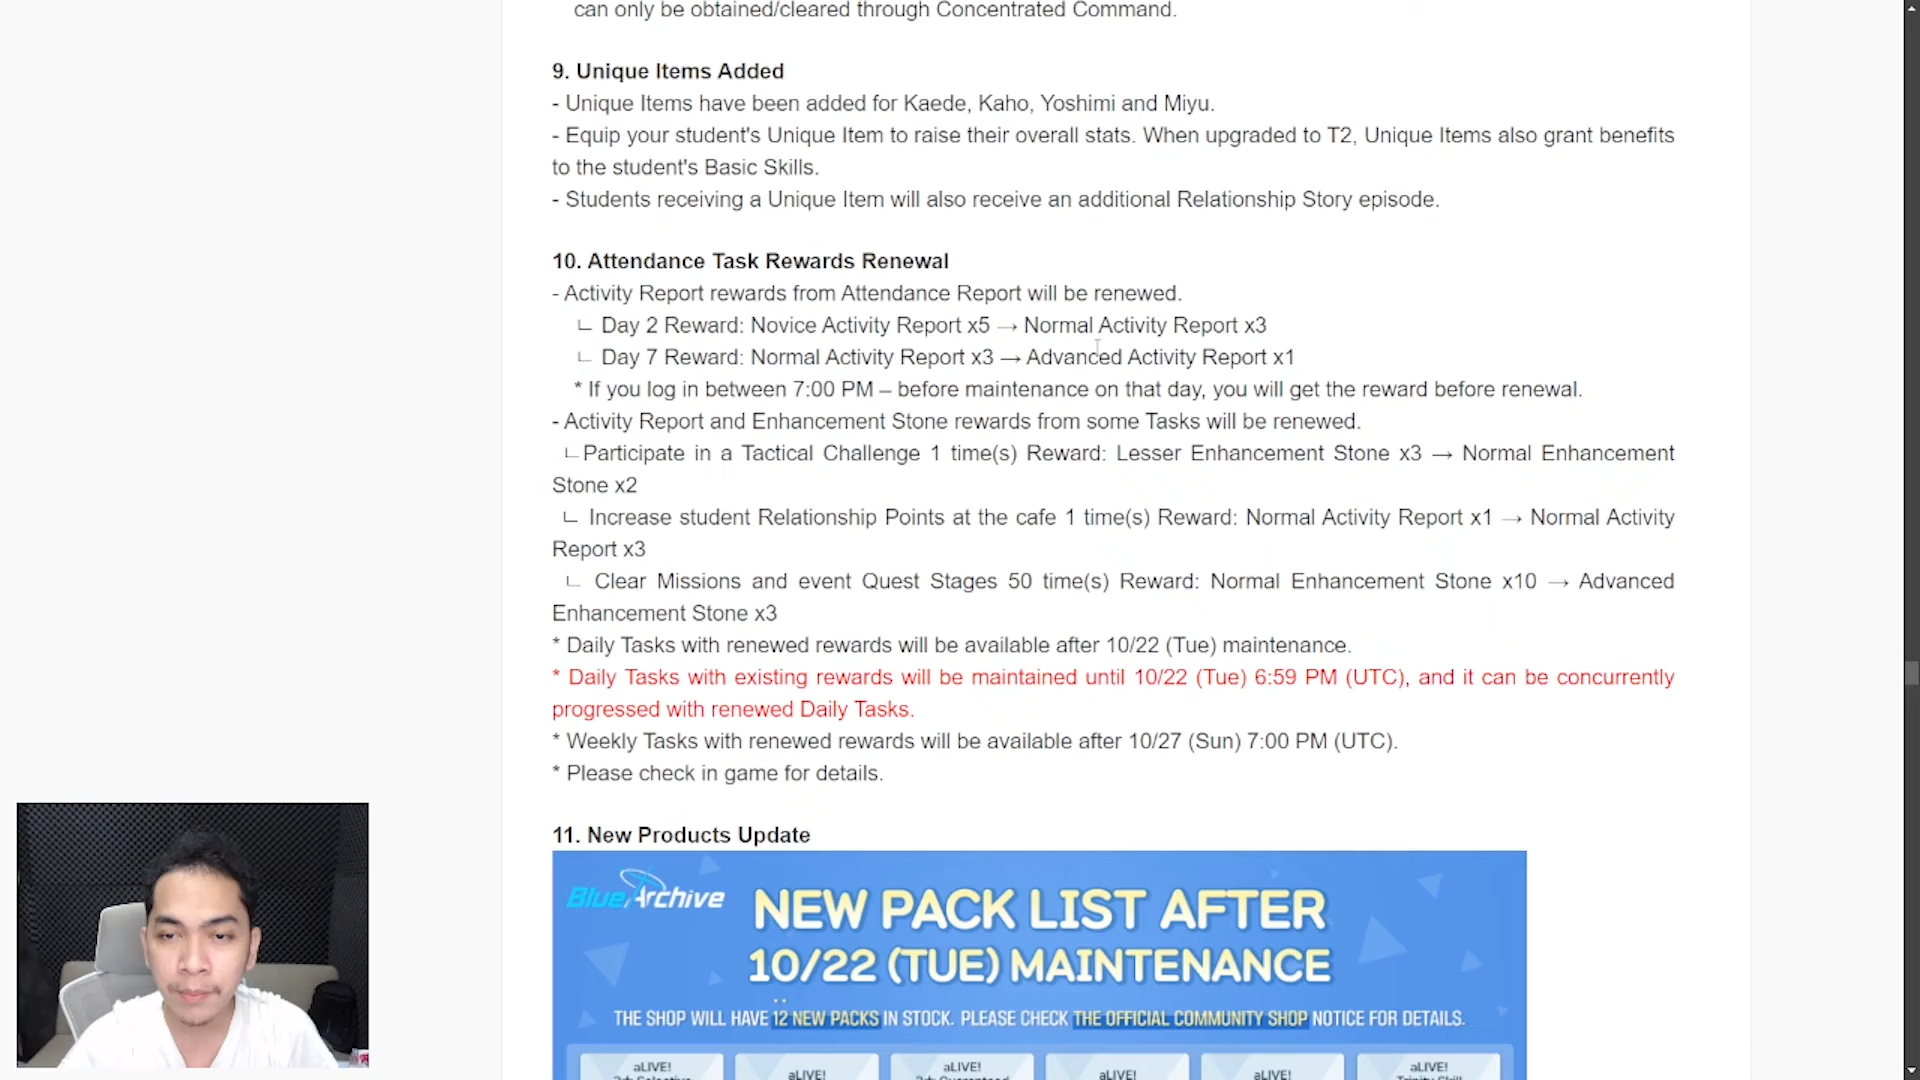 can only be obtained/cleared through Concentrated Command.
9. Unique Items Added
- Unique Items have been added for Kaede, Kaho, Yoshimi and Miyu.
- Equip your student's Unique Item to raise their overall stats. When upgraded to T2, Unique Items also grant benefits
to the student's Basic Skills.
- Students receiving a Unique Item will also receive an additional Relationship Story episode.
10. Attendance Task Rewards Renewal
- Activity Report rewards from Attendance Report will be renewed.
ㄴ Day 2 Reward: Novice Activity Report x5 → Normal Activity Report x3
ㄴ Day 7 Reward: Normal Activity Report x3 → Advanced Activity Report x1
* If you log in between 7:00 PM – before maintenance on that day, you will get the reward before renewal.
- Activity Report and Enhancement Stone rewards from some Tasks will be renewed.
ㄴParticipate in a Tactical Challenge 1 time(s) Reward: Lesser Enhancement Stone x3 → Normal Enhancement
Stone x2
ㄴ Increase student Relationship Points at the cafe 1 time(s) Reward: Normal Activity Report x1 → Normal Activity
Report x3
ㄴ Clear Missions and event Quest Stages 50 time(s) Reward: Normal Enhancement Stone x10 → Advanced
Enhancement Stone x3
* Daily Tasks with renewed rewards will be available after 10/22 (Tue) maintenance.
* Daily Tasks with existing rewards will be maintained until 10/22 (Tue) 6:59 PM (UTC), and it can be concurrently
progressed with renewed Daily Tasks.
* Weekly Tasks with renewed rewards will be available after 10/27 (Sun) 7:00 PM (UTC).
* Please check in game for details.
11. New Products Update
Blue Archive
NEW PACK LIST AFTER
10/22 (TUE) MAINTENANCE
THE SHOP WILL HAVE 12 NEW PACKS IN STOCK. PLEASE CHECK THE OFFICIAL COMMUNITY SHOP NOTICE FOR DETAILS.
aLIVE! aLIVE! aLIVE! aLIVE! aLIVE! aLIVE!